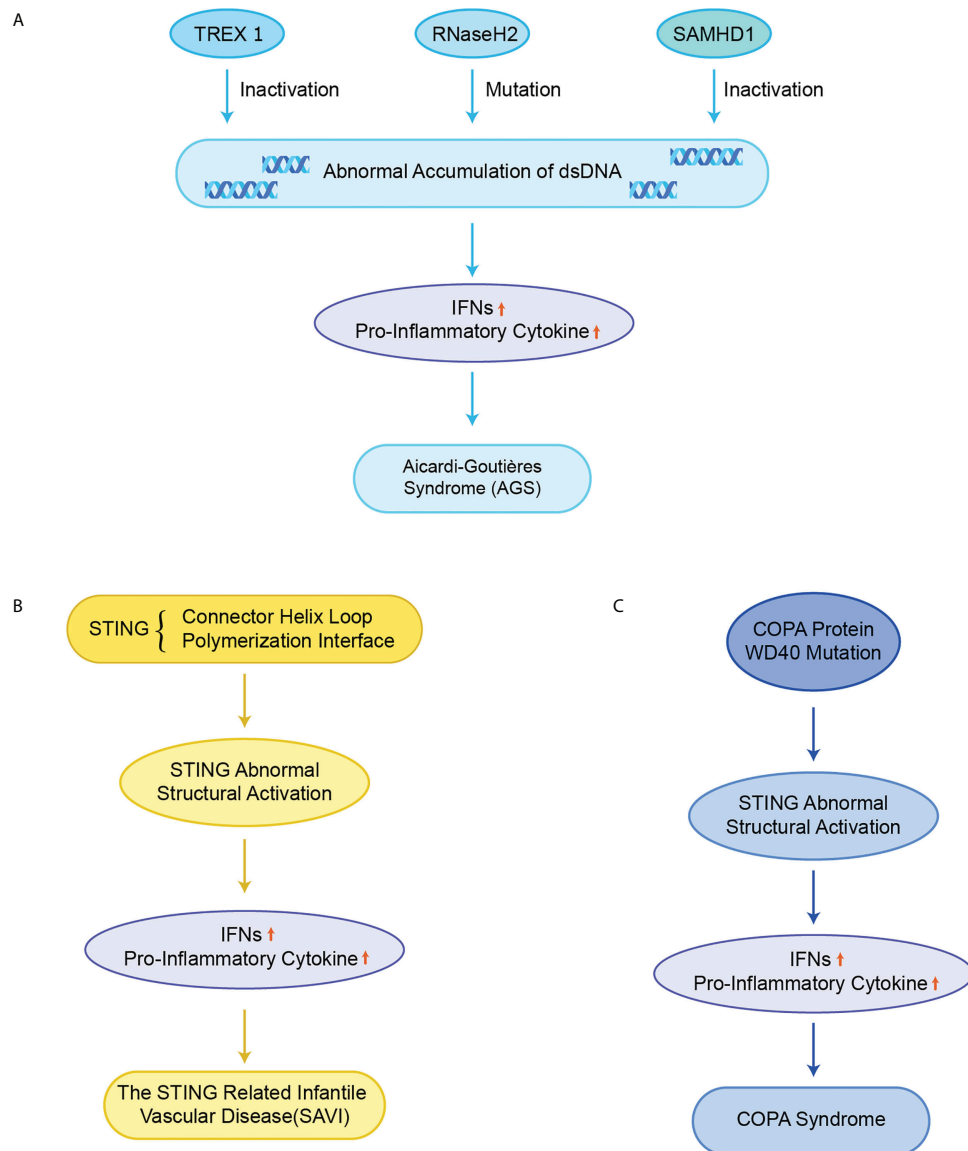 A
TREX 1
RNaseH2
SAMHD1
Inactivation
Mutation
Inactivation
Abnormal Accumulation of dsDNA
IFNs
Pro-Inflammatory Cytokine
Aicardi-Goutières
Syndrome (AGS)
B
STING { Connector Helix Loop
Polymerization Interface
STING Abnormal
Structural Activation
IFNs
Pro-Inflammatory Cytokine
The STING Related Infantile
Vascular Disease(SAVI)
C
COPA Protein
WD40 Mutation
STING Abnormal
Structural Activation
IFNs
Pro-Inflammatory Cytokine
COPA Syndrome